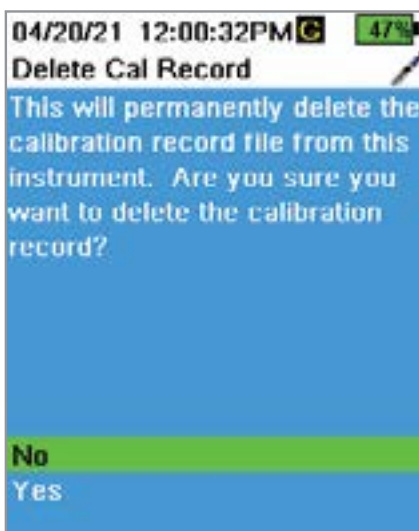 04/20/21 12:00:32PM G 47%
Delete Cal Record
This will permanently delete the
calibration record file from this
instrument. Are you sure you
want to delete the calibration
record?
No
Yes